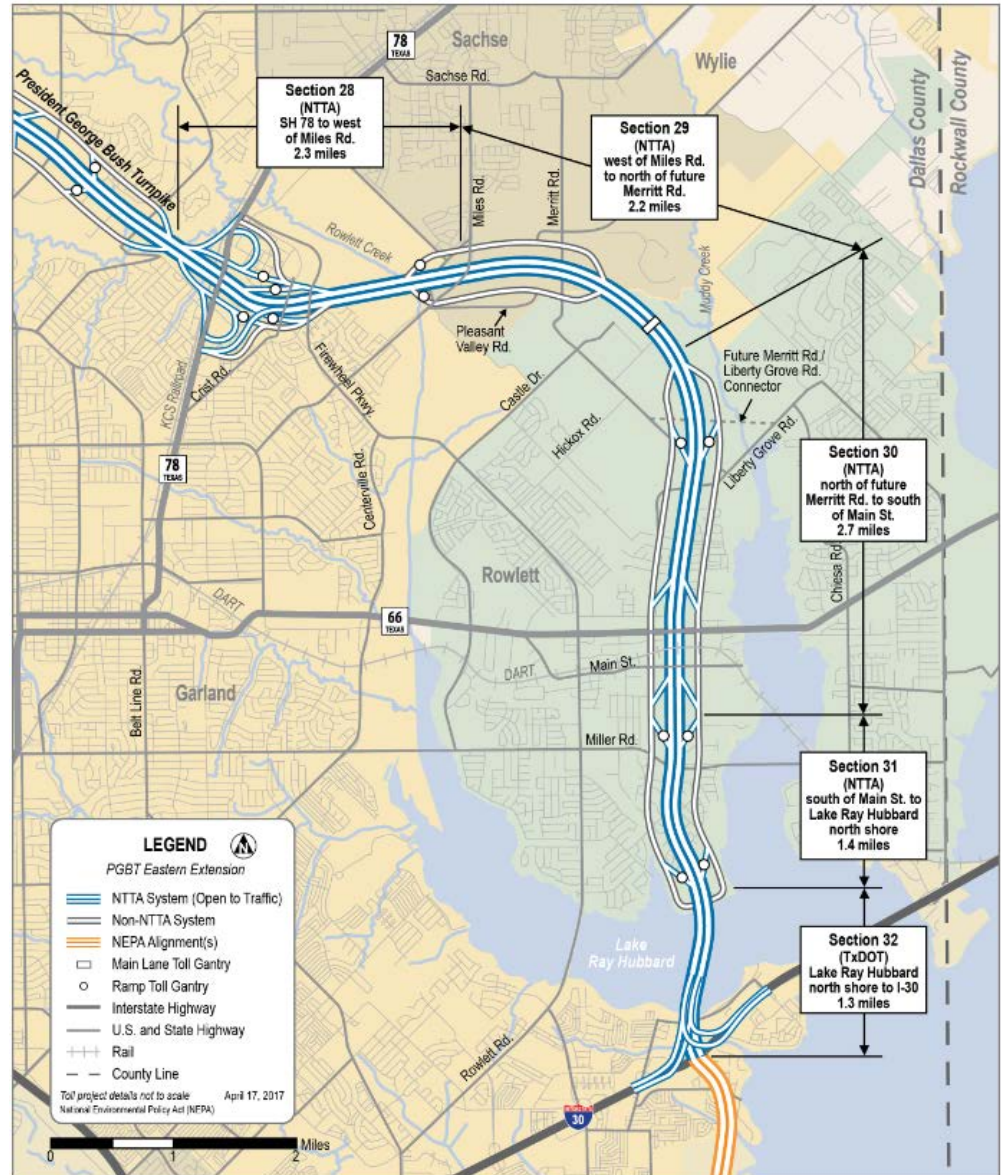 78
TEXAS
Sachse
Sachse Rd.
Wylie
Dallas County
Rockwall County
President George Bush Turnpike
Section 28
(NTTA)
SH 78 to west
of Miles Rd.
2.3 miles
Section 29
(NTTA)
west of Miles Rd.
to north of future
Merritt Rd.
2.2 miles
Miles Rd.
Merritt Rd.
Rowlett Creek
Muddy Creek
Pleasant
Valley Rd.
Future Merritt Rd./
Liberty Grove Rd.
Connector
KCS Railroad
Crist Rd.
Firewheel Pkwy.
Castle Dr.
Hickox Rd.
Liberty Grove Rd.
78
TEXAS
Centerville Rd.
Section 30
(NTTA)
north of future
Merritt Rd. to south
of Main St.
2.7 miles
Rowlett
Chiesa Rd.
DART
66
TEXAS
DART
Main St.
Garland
Belt Line Rd.
Miller Rd.
Section 31
(NTTA)
south of Main St. to
Lake Ray Hubbard
north shore
1.4 miles
Lake
Ray Hubbard
Section 32
(TxDOT)
Lake Ray Hubbard
north shore to I-30
1.3 miles
Rowlett Rd.
INTERSTATE
30
LEGEND
N
PGBT Eastern Extension
NTTA System (Open to Traffic)
Non-NTTA System
NEPA Alignment(s)
Main Lane Toll Gantry
Ramp Toll Gantry
Interstate Highway
U.S. and State Highway
Rail
County Line
Toll project details not to scale April 17, 2017
National Environmental Policy Act (NEPA)
Miles
0 1 2